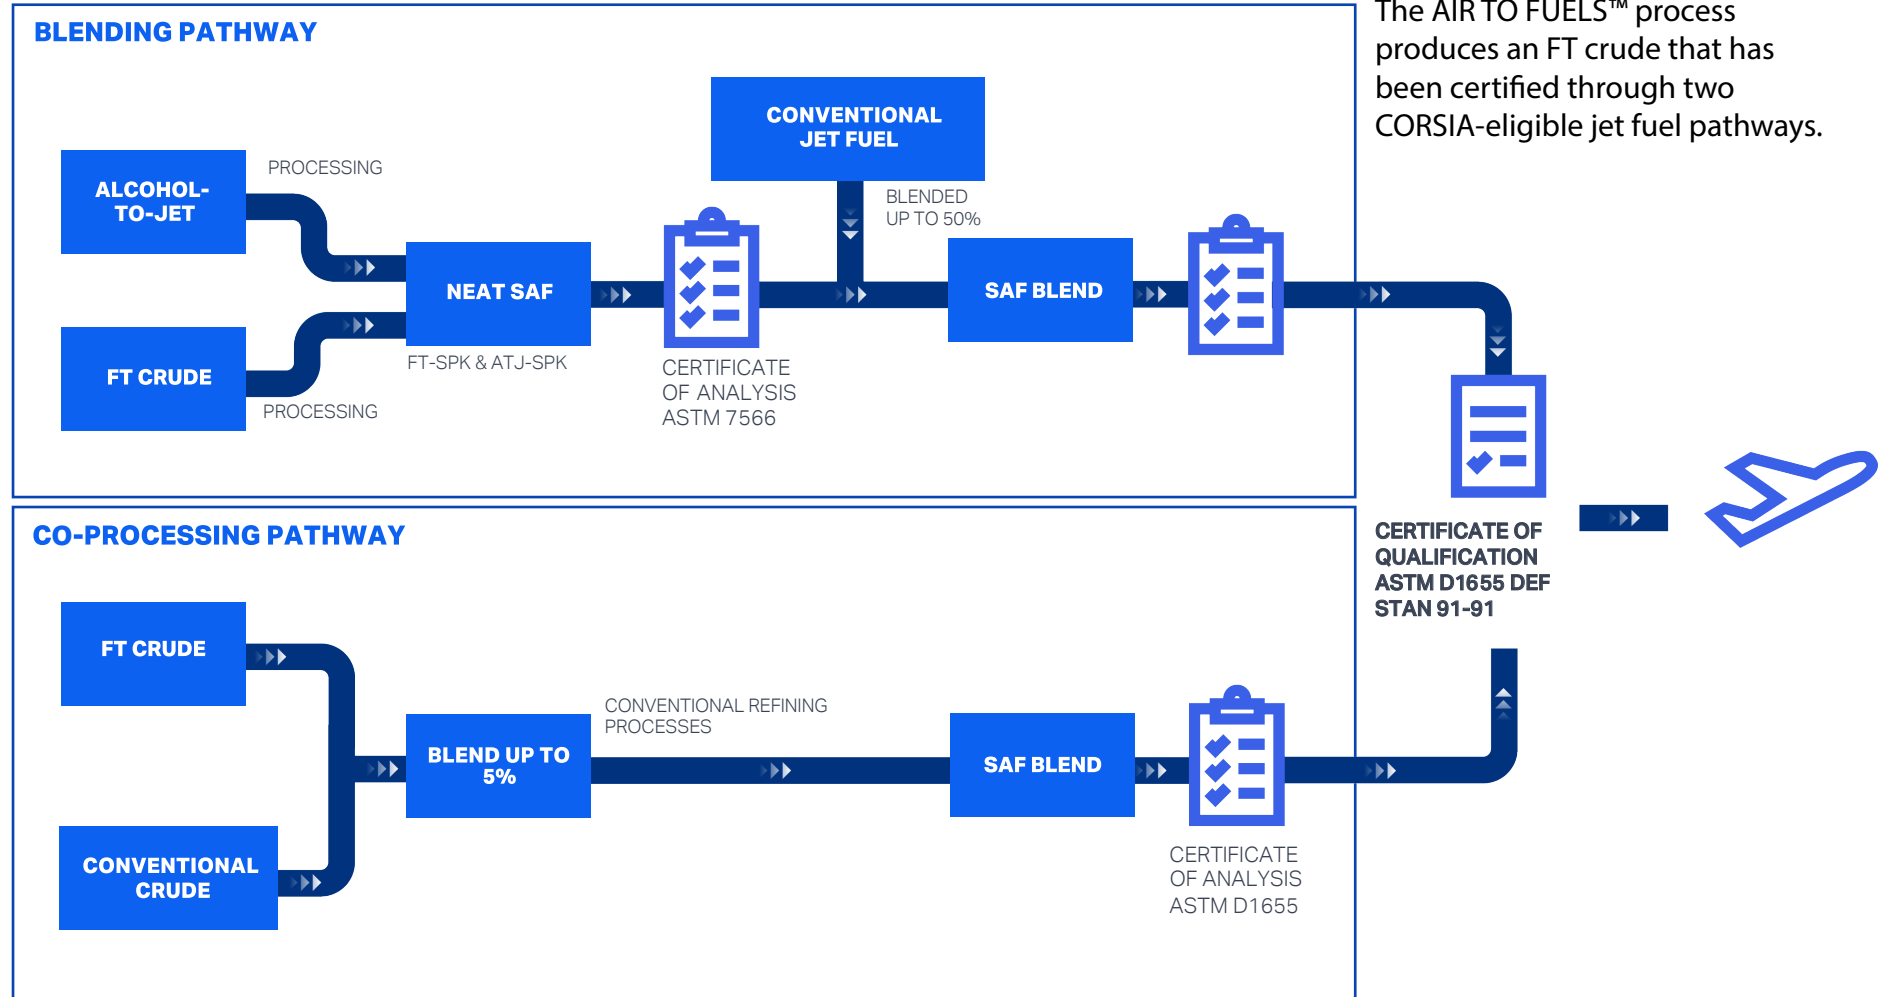 The AIR TO FUELS™ process
produces an FT crude that has
been certified through two
CORSIA-eligible jet fuel pathways.
BLENDING PATHWAY
CONVENTIONAL
JET FUEL
PROCESSING
ALCOHOL-
TO-JET
BLENDED
UP TO 50%
NEAT SAF
SAF BLEND
FT-SPK & ATJ-SPK
CERTIFICATE
OF ANALYSIS
ASTM 7566
FT CRUDE
PROCESSING
CERTIFICATE OF
QUALIFICATION
ASTM D1655 DEF
STAN 91-91
CO-PROCESSING PATHWAY
FT CRUDE
CONVENTIONAL REFINING
PROCESSES
BLEND UP TO
5%
SAF BLEND
CONVENTIONAL
CRUDE
CERTIFICATE
OF ANALYSIS
ASTM D1655